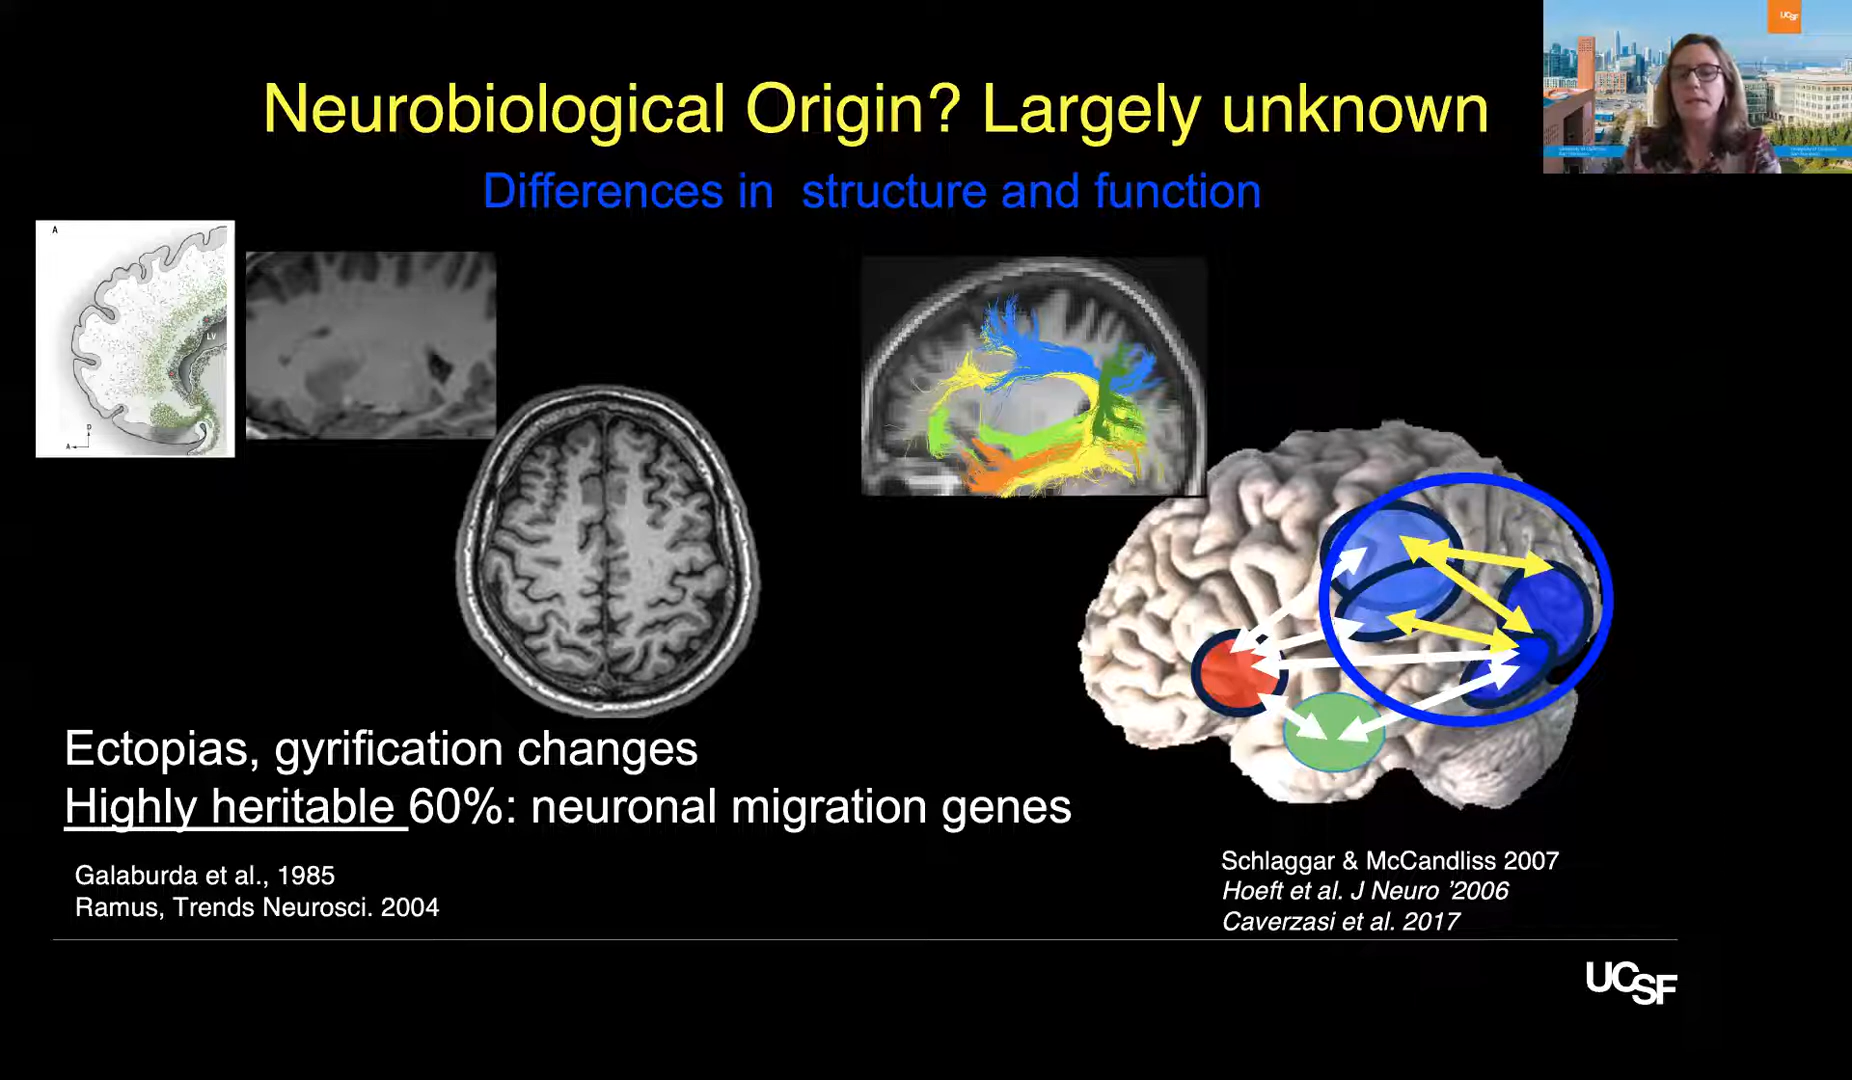 Neurobiological Origin? Largely unknown
Differences in structure and function
UCSF
A
LV
D
A
Ectopias, gyrification changes
Highly heritable 60%: neuronal migration genes
Galaburda et al., 1985
Ramus, Trends Neurosci. 2004
Schlaggar & McCandliss 2007
Hoeft et al. J Neuro ’2006
Caverzasi et al. 2017
UCSF